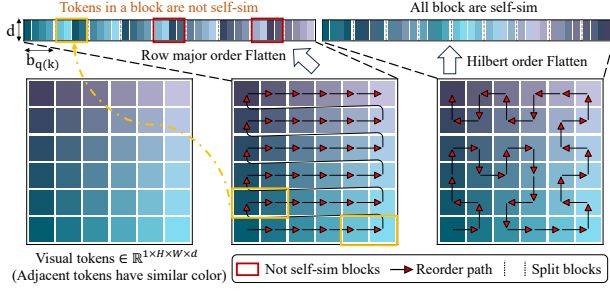 Tokens in a block are not self-sim
All block are self-sim
d
b_q(k)
Row major order Flatten
Hilbert order Flatten
Visual tokens ∈ ℝ^1×H×W×d
(Adjacent tokens have similar color)
Not self-sim blocks
Reorder path
Split blocks